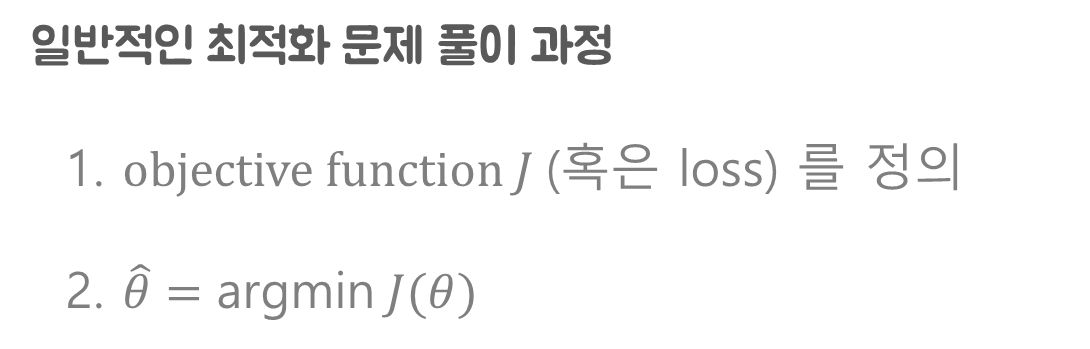 일반적인 최적화 문제 풀이 과정
1. objective function J (혹은 loss) 를 정의
2. θ̂ = argmin J(θ)